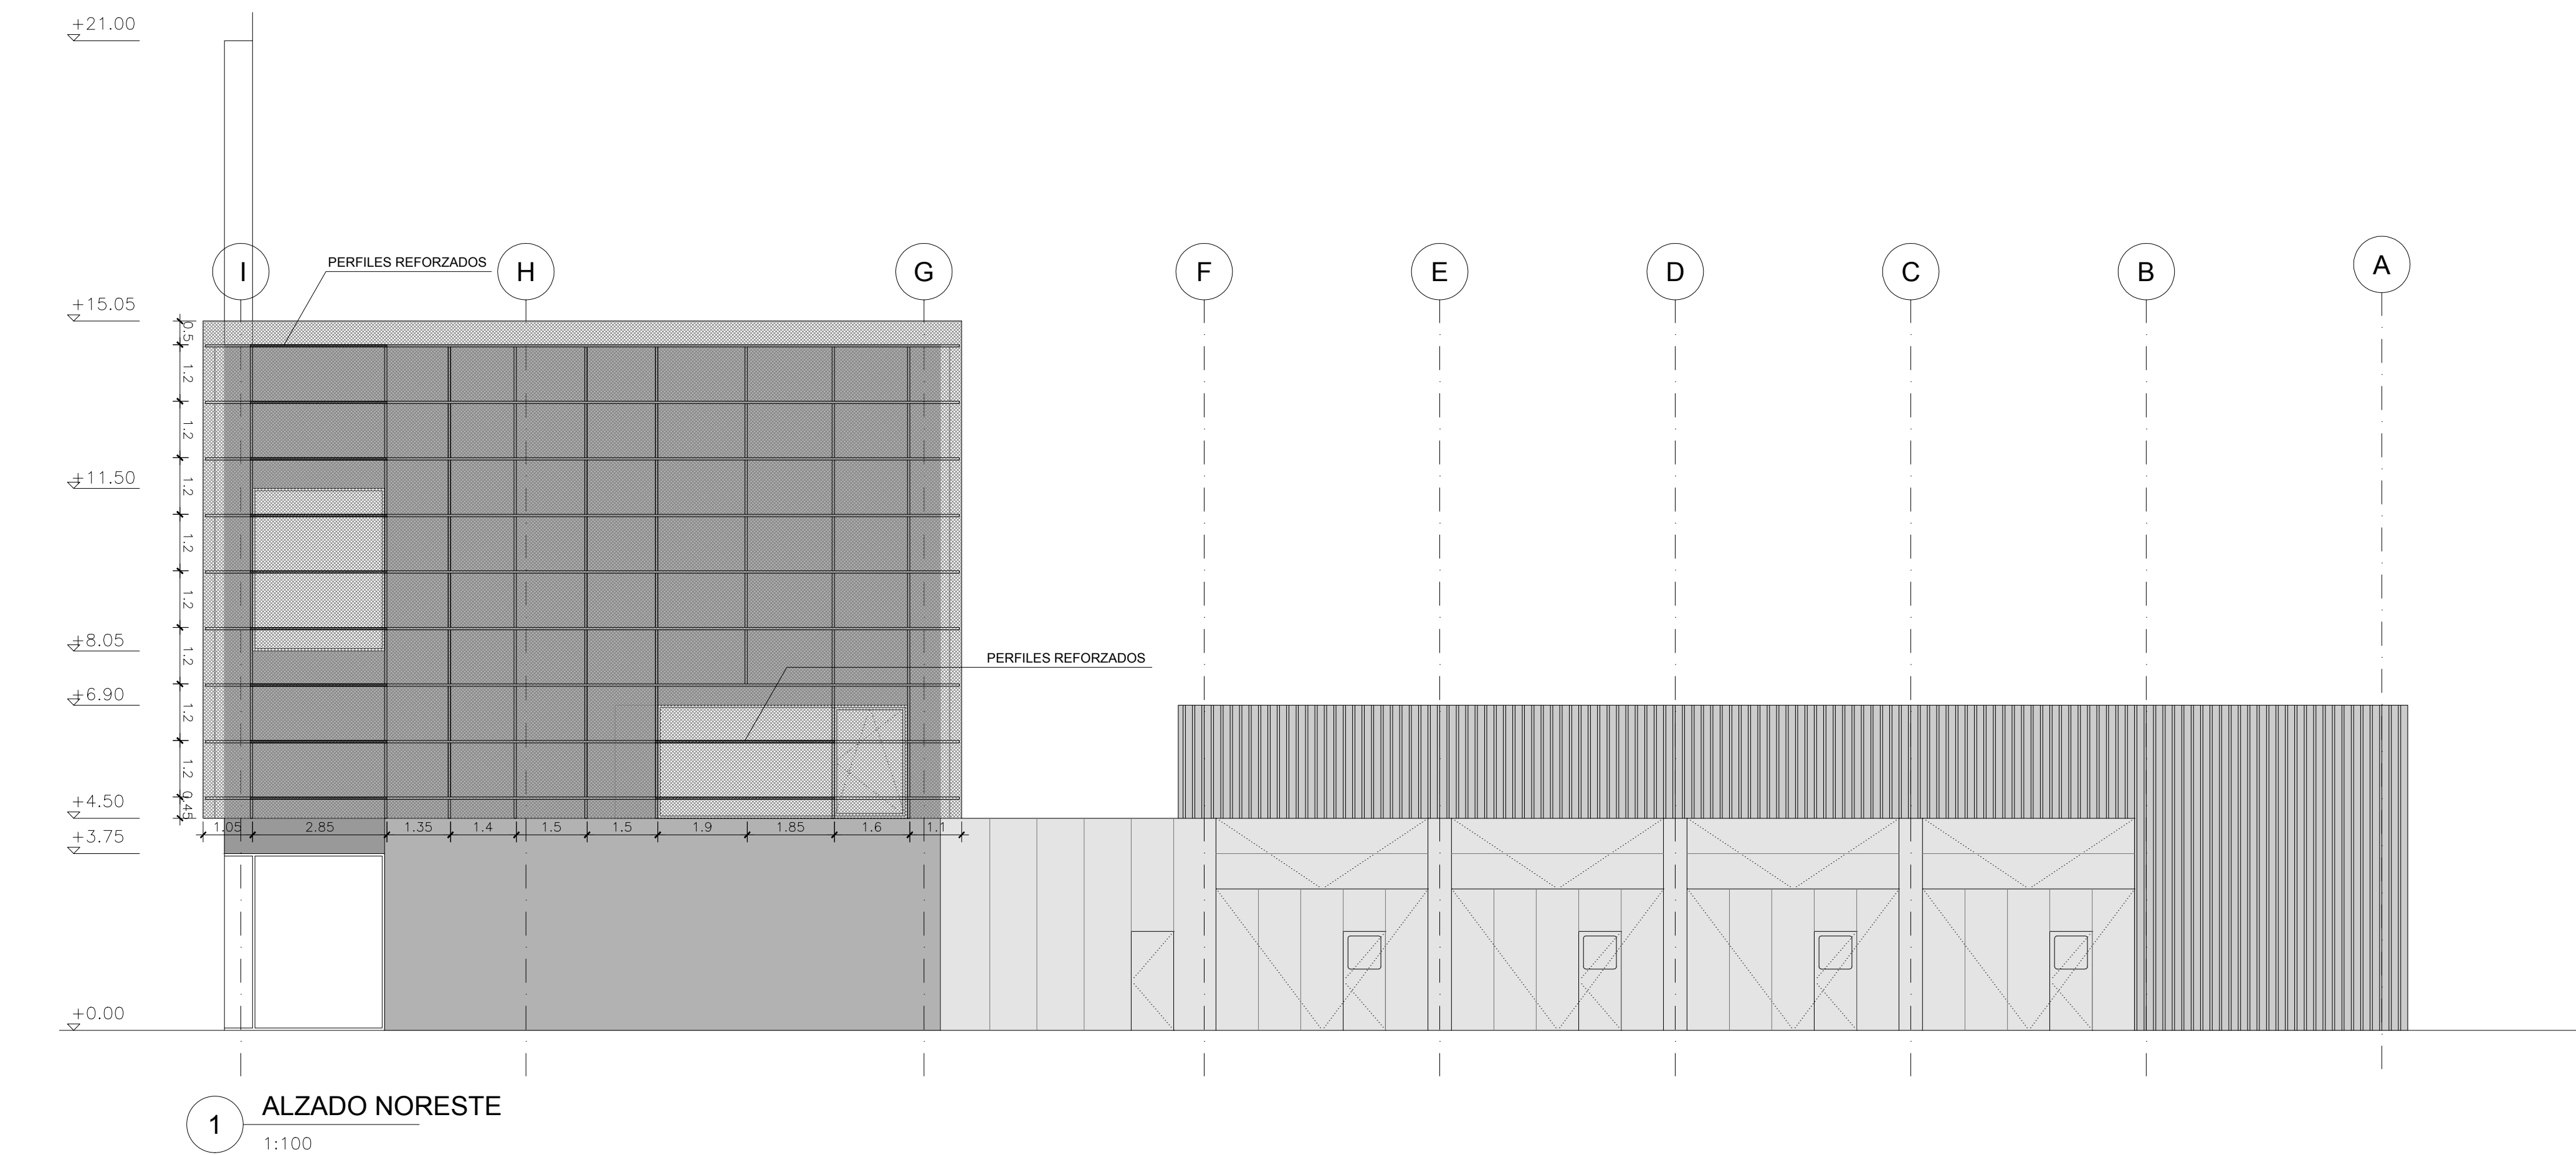 +21.00
I
PERFILES REFORZADOS
H
G
F
E
D
C
B
A
+15.05
0.5
1.2
1.2
+11.50
1.2
1.2
1.2
+8.05
1.2
PERFILES REFORZADOS
+6.90
1.2
1.2
+4.50
0.45
1.05
2.85
1.35
1.4
1.5
1.5
1.9
1.85
1.6
1.1
+3.75
+0.00
1
ALZADO NORESTE
1:100